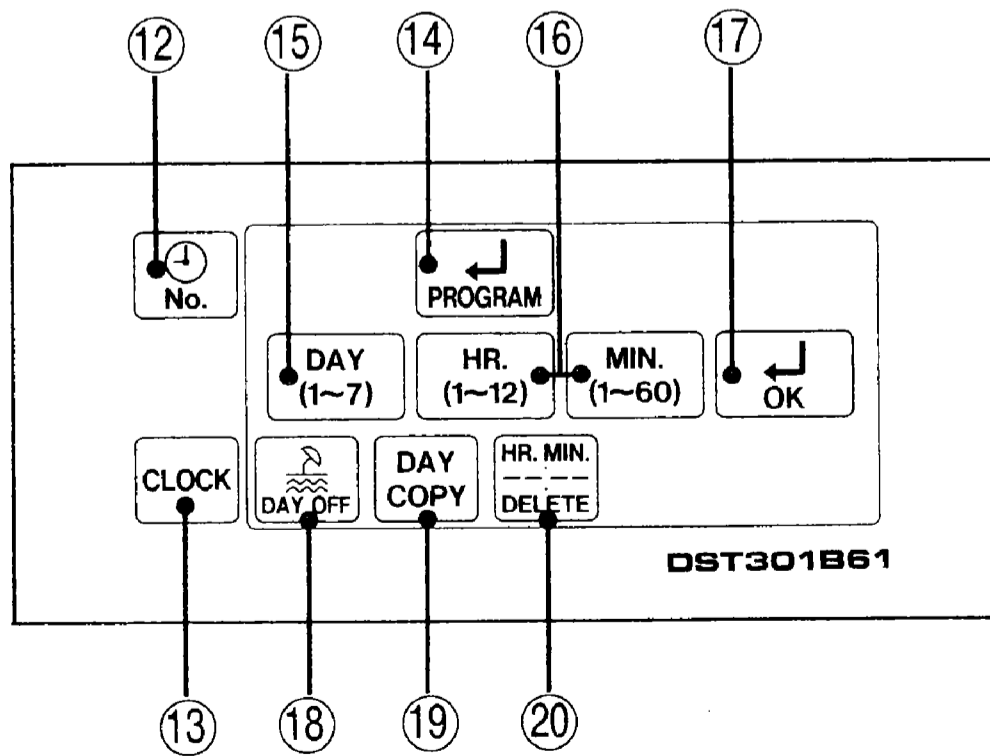 12 15 14 16 17
No.
PROGRAM
DAY
(1~7)
HR.
(1~12)
MIN.
(1~60)
OK
CLOCK
DAY OFF
DAY
COPY
HR. MIN.
DELETE
DST301B61
13 18 19 20